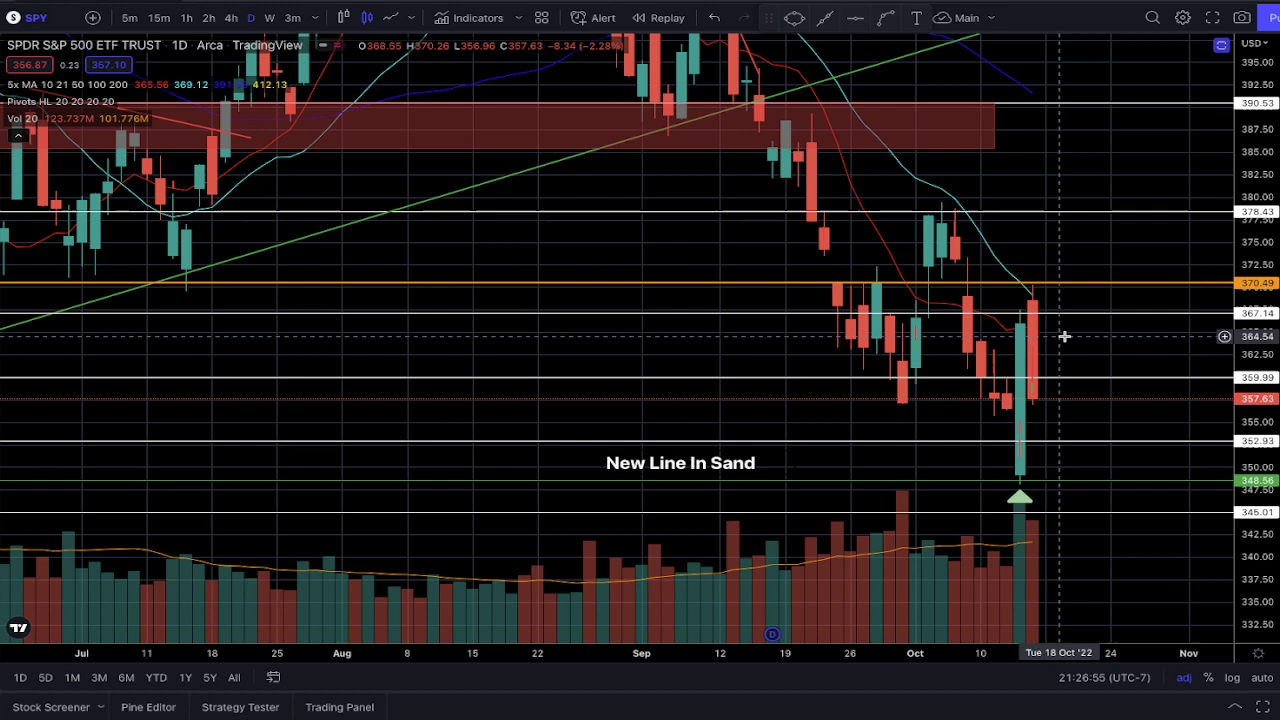 S SPY 5m 15m 1h 2h 4h D W 3m Indicators Alert Replay Main
SPDR S&P 500 ETF TRUST · 1D · Arca · TradingView O368.55 H370.26 L356.96 C357.63 −8.34 (−2.28%) USD
356.87 0.23 357.10
395.00
5x MA 10 21 50 100 200 365.56 369.12 412.13
392.50
Pivots HL 20 20 20 20
390.53
Vol 20 123.737M 101.776M
387.50
385.00
382.50
380.00
378.43
377.50
375.00
372.50
370.49
367.14
364.54
362.50
359.99
357.63
355.00
352.93
New Line In Sand
350.00
348.56
347.50
345.01
342.50
340.00
337.50
335.00
332.50
D
Jul 11 18 25 Aug 8 15 22 Sep 12 19 26 Oct 10 Tue 18 Oct '22 24 Nov
1D 5D 1M 3M 6M YTD 1Y 5Y All 21:26:55 (UTC-7) adj % log auto
Stock Screener Pine Editor Strategy Tester Trading Panel